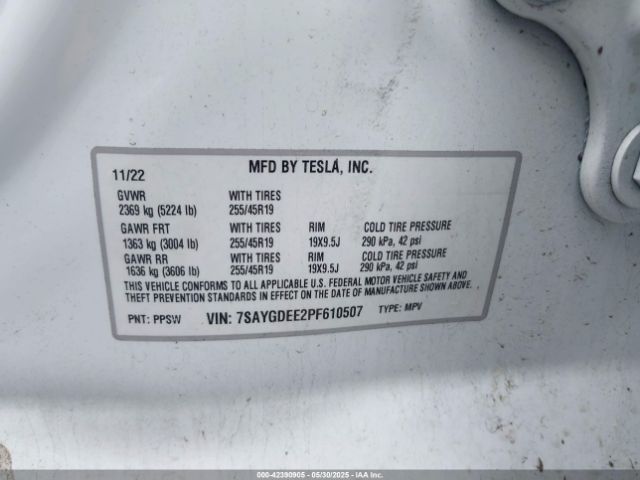 11/22 MFD BY TESLA, INC.
GVWR WITH TIRES
2369 kg (5224 lb) 255/45R19
GAWR FRT WITH TIRES RIM COLD TIRE PRESSURE
1363 kg (3004 lb) 255/45R19 19X9.5J 290 kPa, 42 psi
GAWR RR WITH TIRES RIM COLD TIRE PRESSURE
1636 kg (3606 lb) 255/45R19 19X9.5J 290 kPa, 42 psi
THIS VEHICLE CONFORMS TO ALL APPLICABLE U.S. FEDERAL MOTOR VEHICLE SAFETY AND
THEFT PREVENTION STANDARDS IN EFFECT ON THE DATE OF MANUFACTURE SHOWN ABOVE.
PNT: PPSW VIN: 7SAYGDEE2PF610507 TYPE: MPV
000-42390905 - 05/30/2025 - IAAI.COM